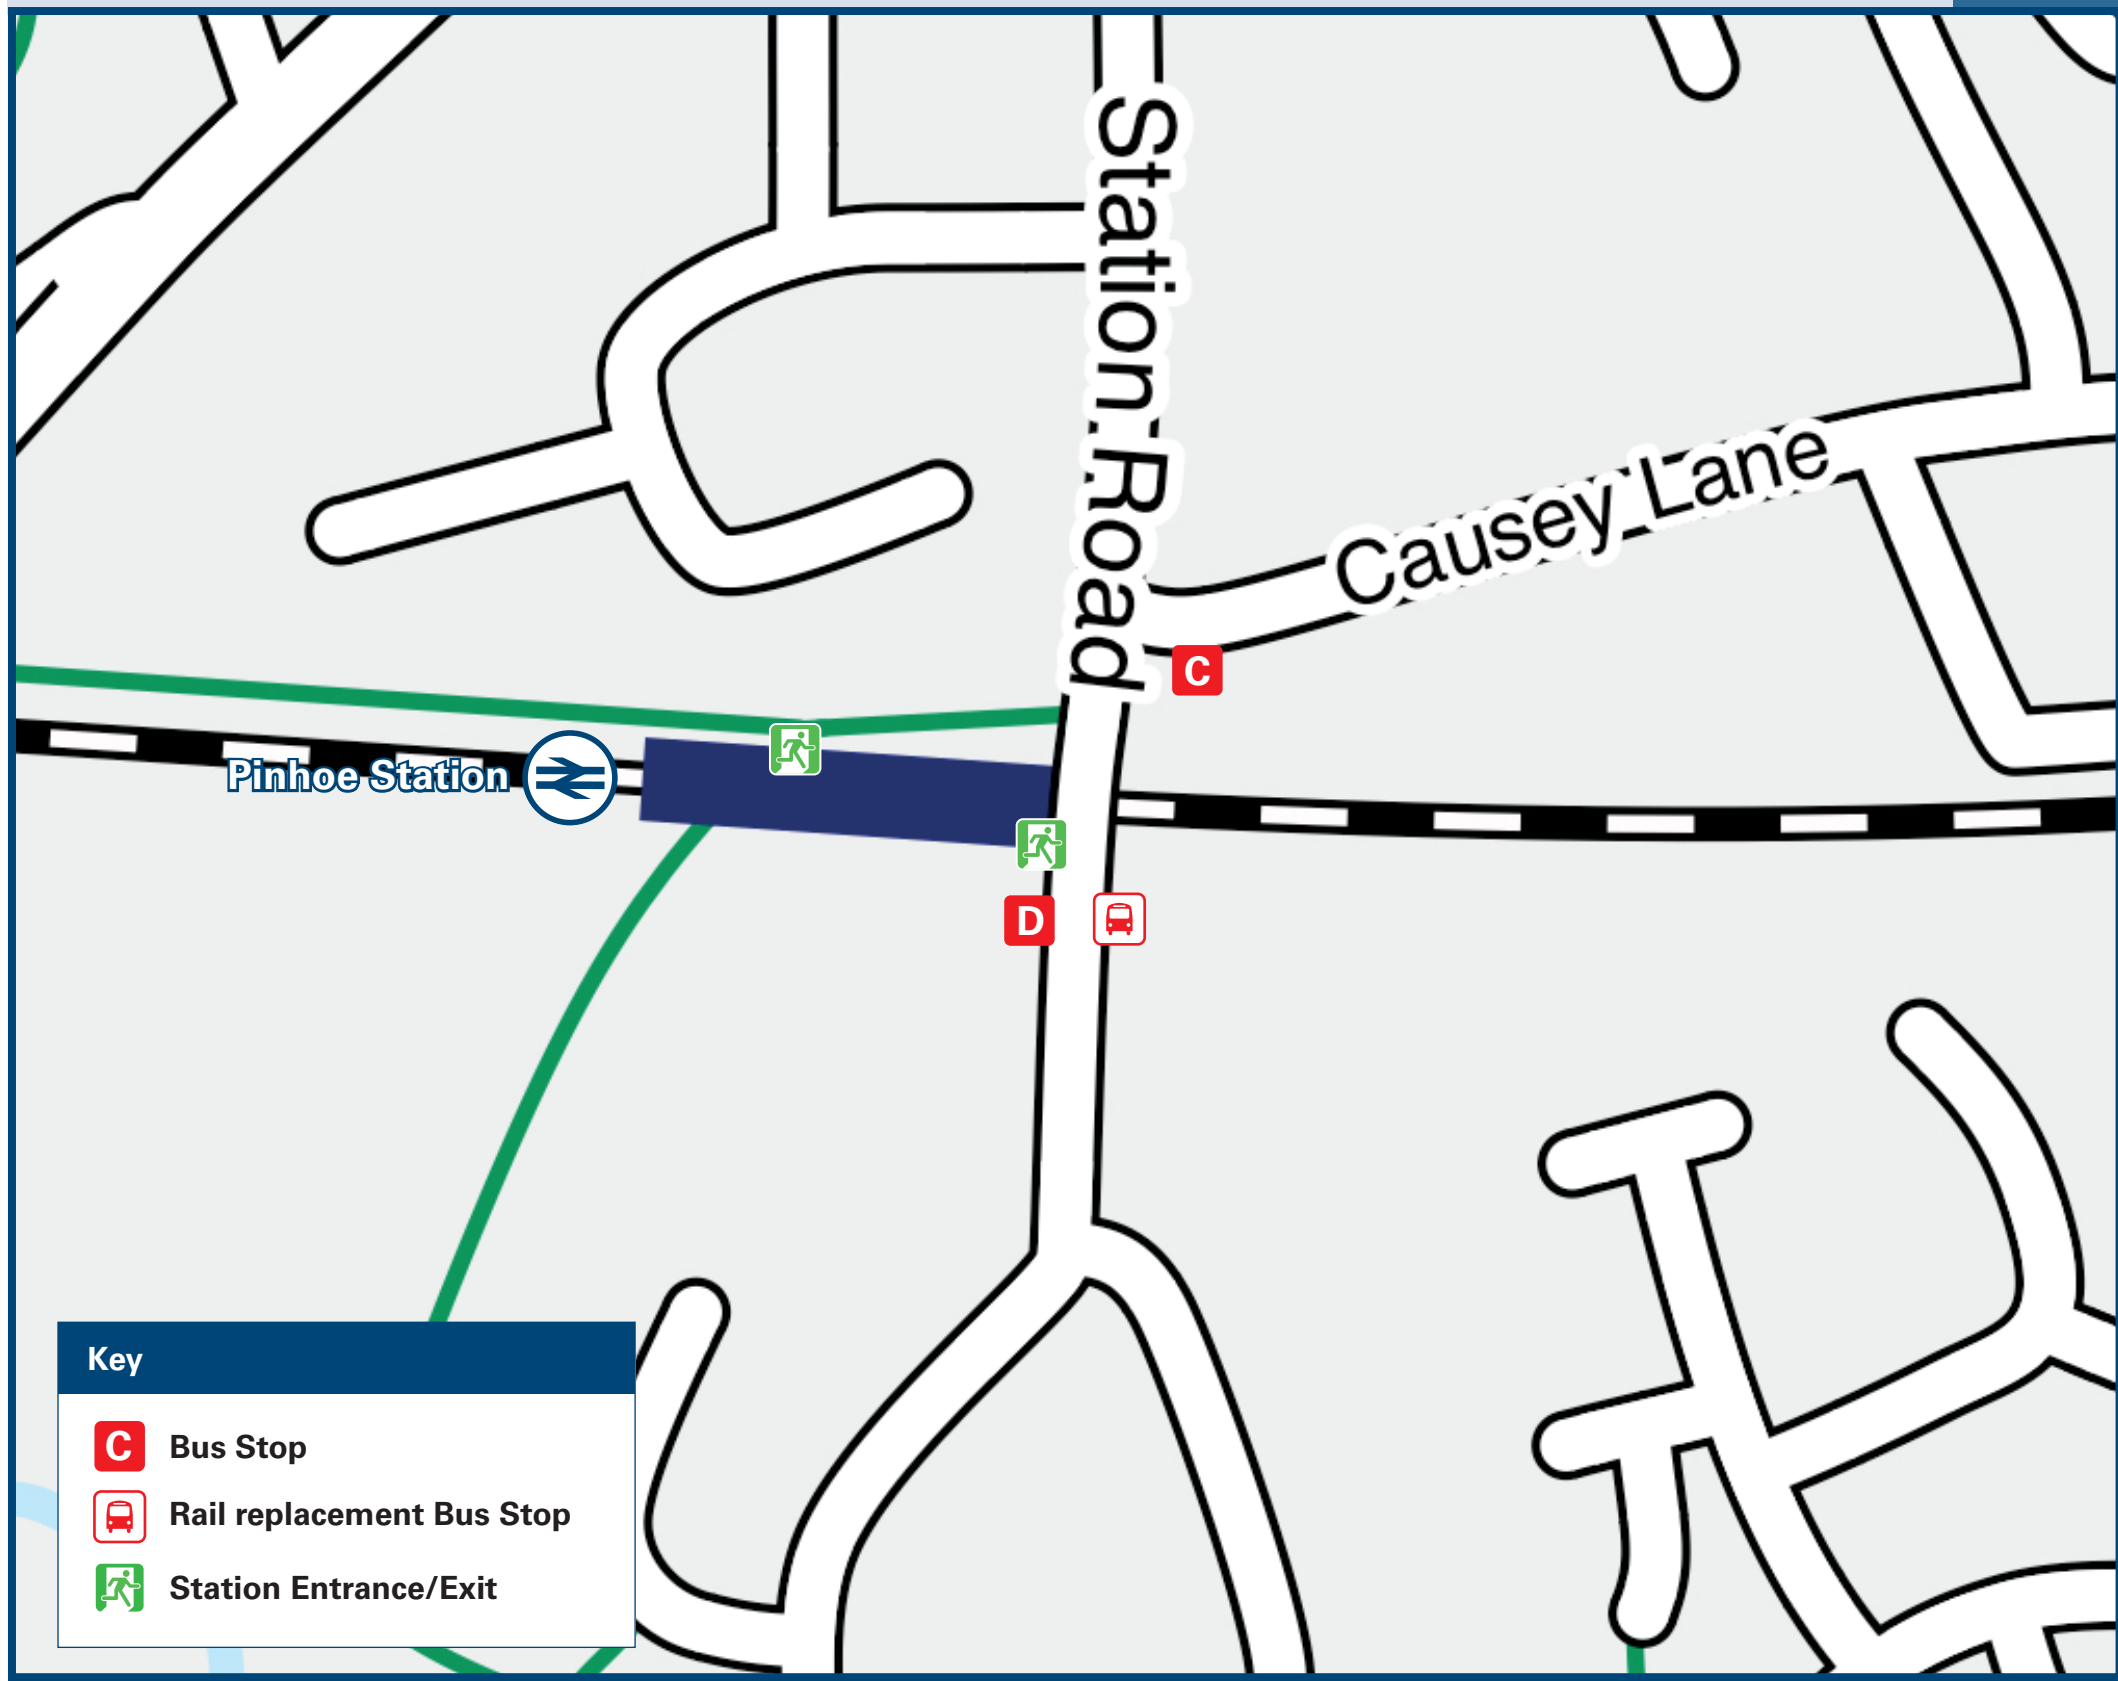 Station Road
Causey Lane
C
Pinhoe Station
D
Key
C Bus Stop
Rail replacement Bus Stop
Station Entrance/Exit